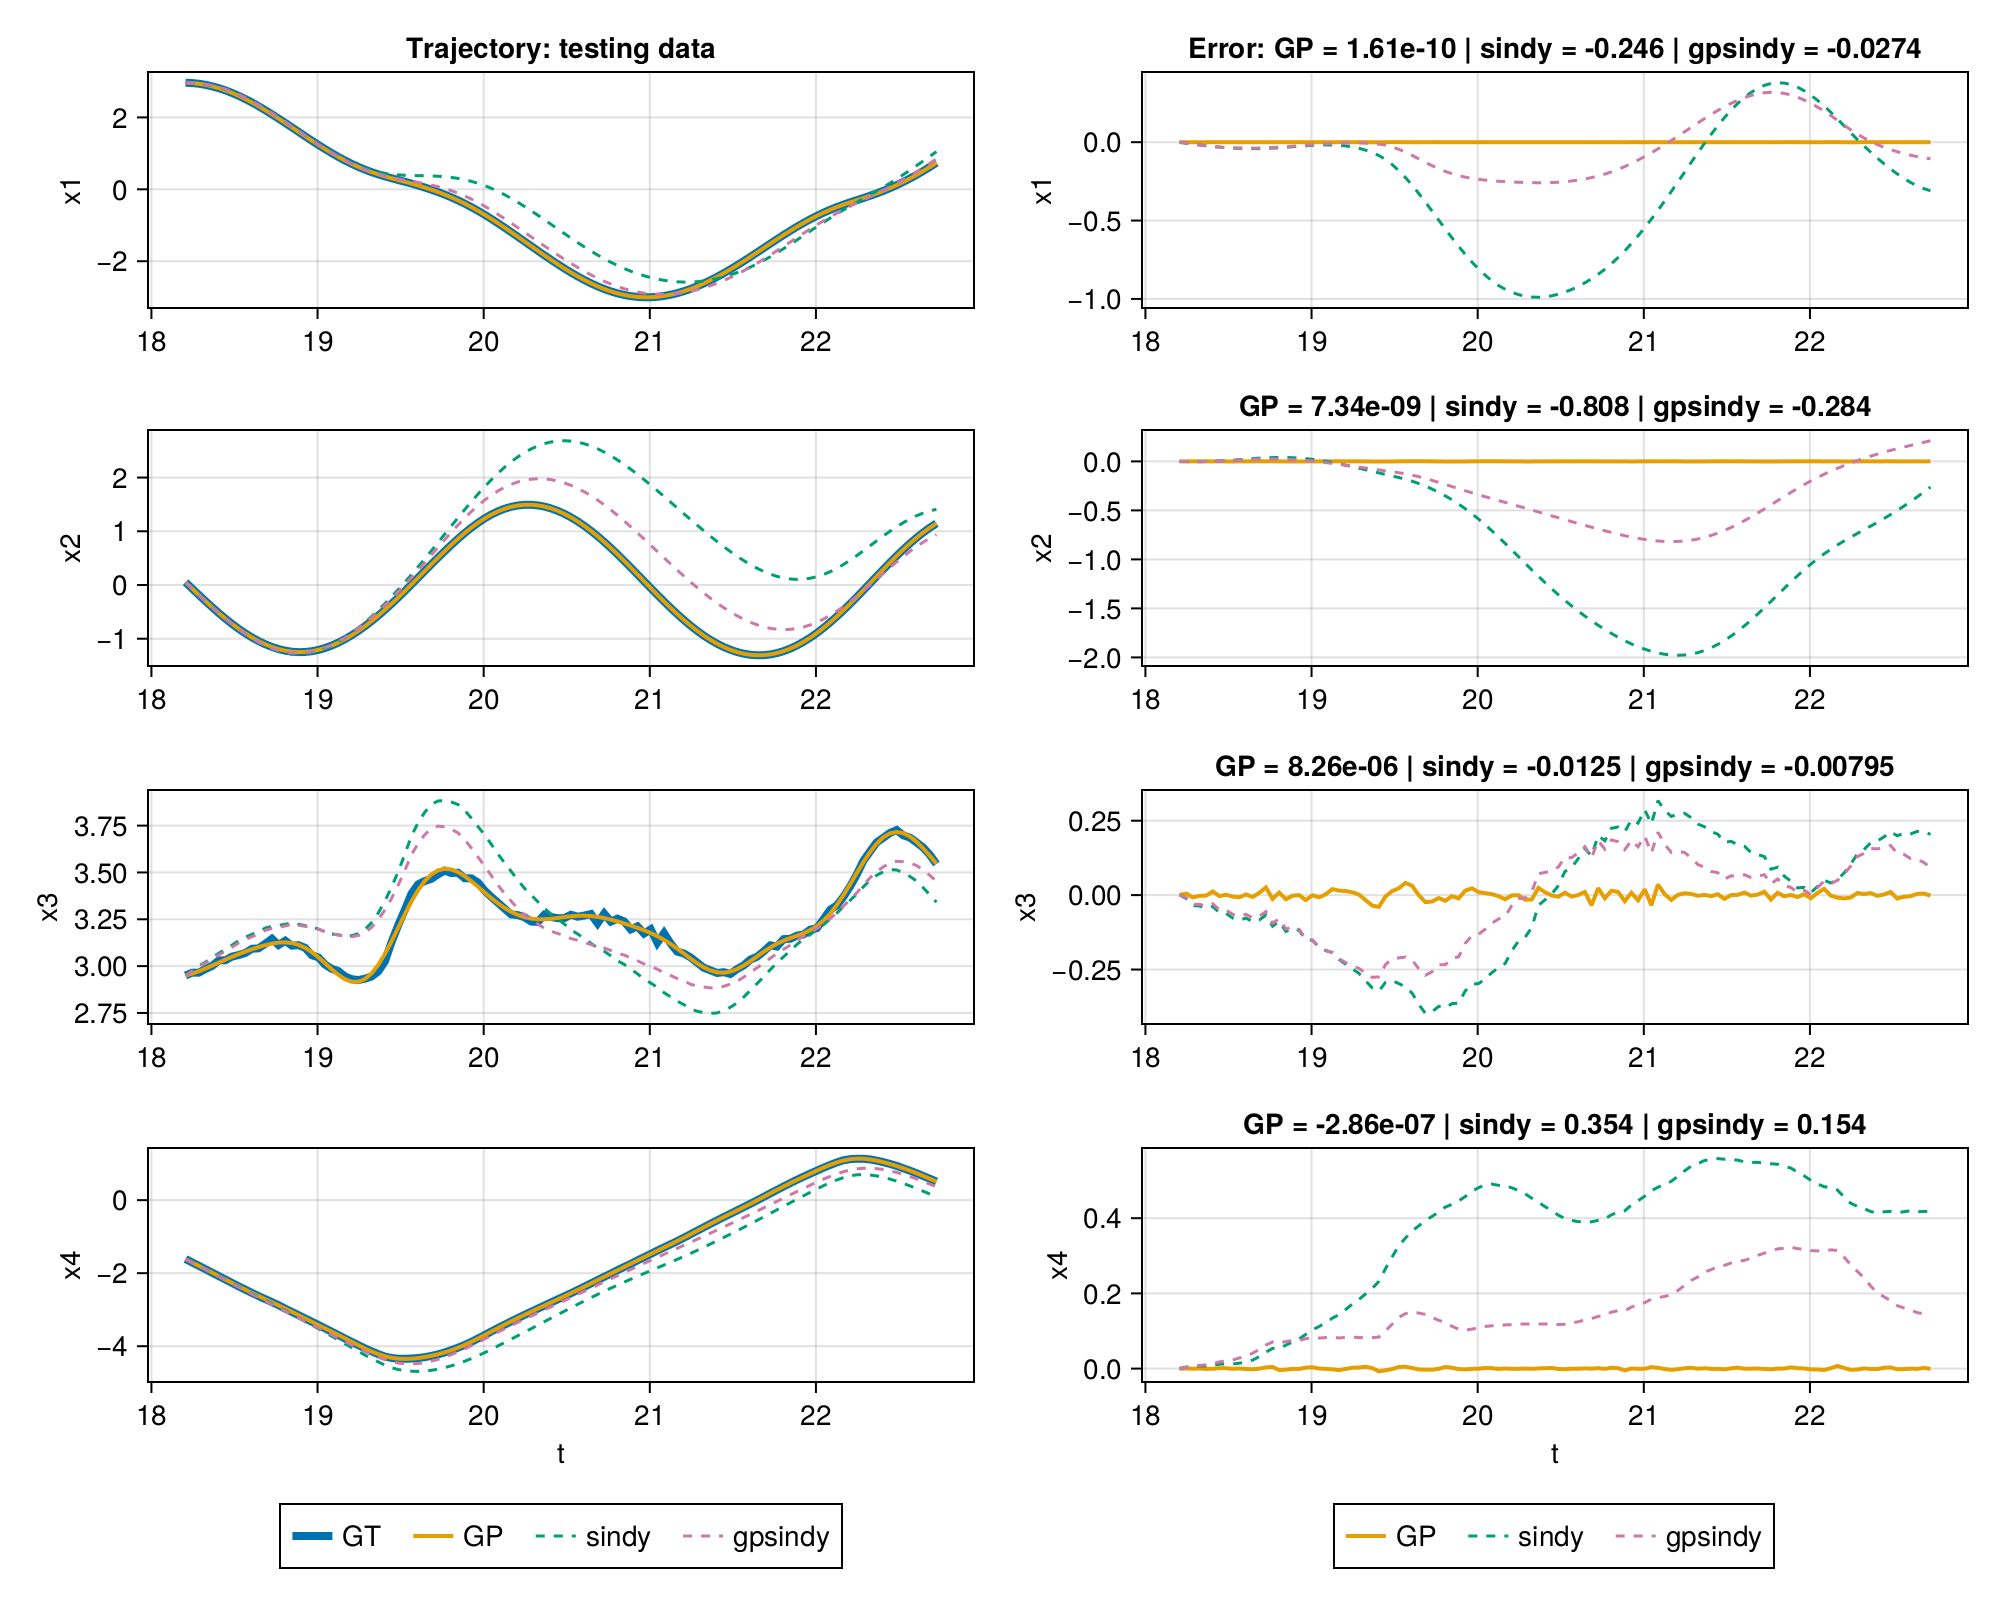 Trajectory: testing data
x1
2
0
−2
18 19 20 21 22
Error: GP = 1.61e-10 | sindy = -0.246 | gpsindy = -0.0274
x1
0.0
−0.5
−1.0
18 19 20 21 22
x2
2
1
0
−1
18 19 20 21 22
GP = 7.34e-09 | sindy = -0.808 | gpsindy = -0.284
x2
0.0
−0.5
−1.0
−1.5
−2.0
18 19 20 21 22
x3
3.75
3.50
3.25
3.00
2.75
18 19 20 21 22
GP = 8.26e-06 | sindy = -0.0125 | gpsindy = -0.00795
x3
0.25
0.00
−0.25
18 19 20 21 22
x4
0
−2
−4
18 19 20 21 22
t
GP = -2.86e-07 | sindy = 0.354 | gpsindy = 0.154
x4
0.4
0.2
0.0
18 19 20 21 22
t
GT GP sindy gpsindy
GP sindy gpsindy